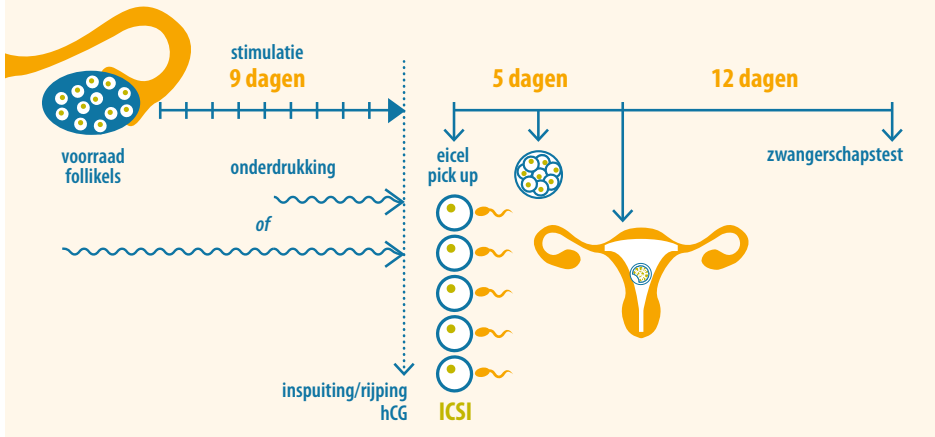 stimulatie
9 dagen
5 dagen
12 dagen
voorraad
follikels
onderdrukking
of
eicel
pick up
zwangerschapstest
inspuiting/rijping
hCG
ICSI